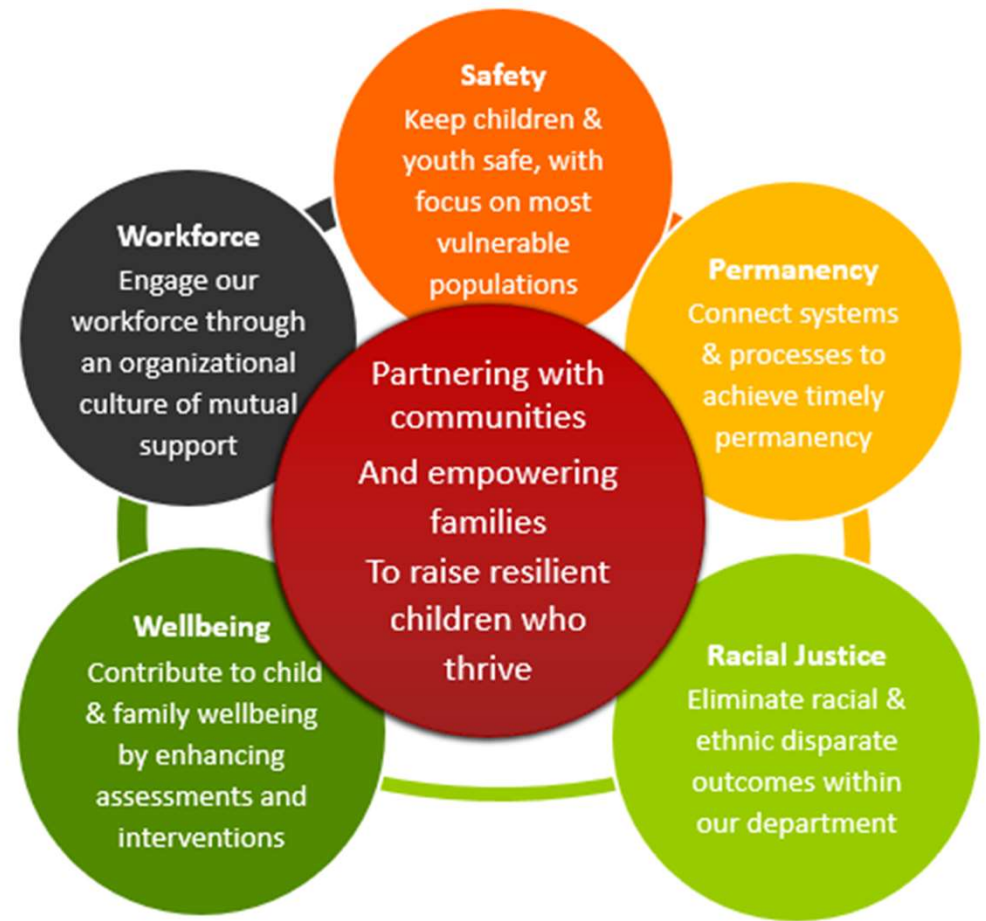 Safety
Keep children &
youth safe, with
focus on most
vulnerable
populations
Permanency
Connect systems
& processes to
achieve timely
permanency
Racial Justice
Eliminate racial &
ethnic disparate
outcomes within
our department
Wellbeing
Contribute to child
& family wellbeing
by enhancing
assessments and
interventions
Workforce
Engage our
workforce through
an organizational
culture of mutual
support
Partnering with
communities
And empowering
families
To raise resilient
children who
thrive